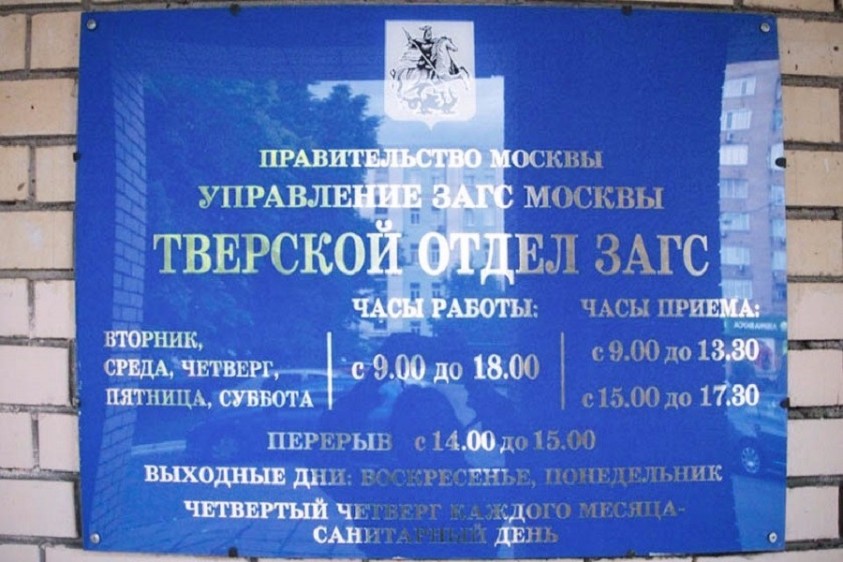 ПРАВИТЕЛЬСТВО МОСКВЫ
УПРАВЛЕНИЕ ЗАГС МОСКВЫ
ТВЕРСКОЙ ОТДЕЛ ЗАГС
ЧАСЫ РАБОТЫ: ЧАСЫ ПРИЕМА:
ВТОРНИК,
СРЕДА, ЧЕТВЕРГ,
ПЯТНИЦА, СУББОТА
с 9.00 до 18.00
с 9.00 до 13.30
с 15.00 до 17.30
ПЕРЕРЫВ с 14.00 до 15.00
ВЫХОДНЫЕ ДНИ: ВОСКРЕСЕНЬЕ, ПОНЕДЕЛЬНИК
ЧЕТВЕРТЫЙ ЧЕТВЕРГ КАЖДОГО МЕСЯЦА-
САНИТАРНЫЙ ДЕНЬ